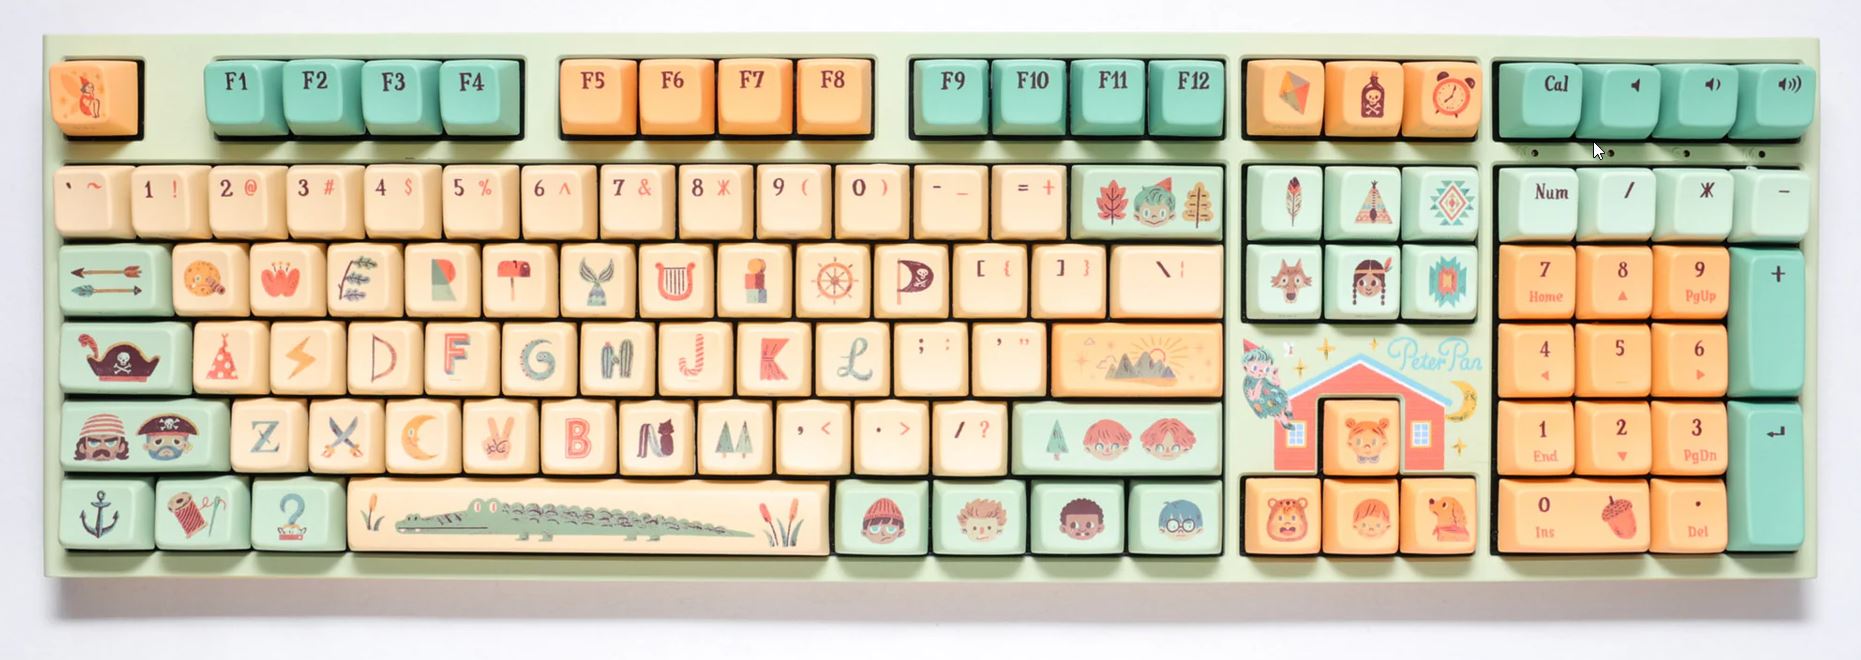 F1 F2 F3 F4 F5 F6 F7 F8 F9 F10 F11 F12 Cal
` ~ 1 ! 2 @ 3 # 4 $ 5 % 6 ^ 7 & 8 Ж 9 ( 0 ) - _ = + Num / Ж -
E R P [ { ] } \ | 7 Home 8 ▲ 9 PgUp +
D F G H J K L ; : ' " 4 ◀ 5 _ 6 ▶
Peter Pan
Z X C V B N M , < . > / ? 1 End 2 ▼ 3 PgDn
? 0 Ins . Del